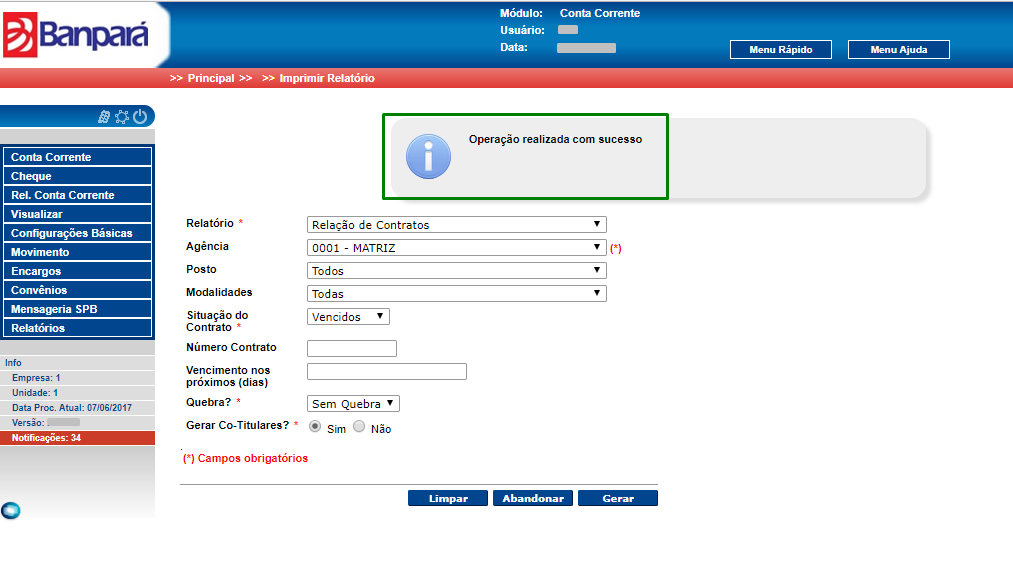 Banpará
Módulo: Conta Corrente
Usuário:
Data:
Menu Rápido
Menu Ajuda
>> Principal >> >> Imprimir Relatório
Conta Corrente
Cheque
Rel. Conta Corrente
Visualizar
Configurações Básicas
Movimento
Encargos
Convênios
Mensageria SPB
Relatórios
Info
Empresa: 1
Unidade: 1
Data Proc. Atual: 07/06/2017
Versão:
Notificações: 34
Operação realizada com sucesso
Relatório * Relação de Contratos
Agência 0001 - MATRIZ (*)
Posto Todos
Modalidades Todas
Situação do
Contrato * Vencidos
Número Contrato
Vencimento nos
próximos (dias)
Quebra? * Sem Quebra
Gerar Co-Titulares? * Sim Não
(*) Campos obrigatórios
Limpar Abandonar Gerar